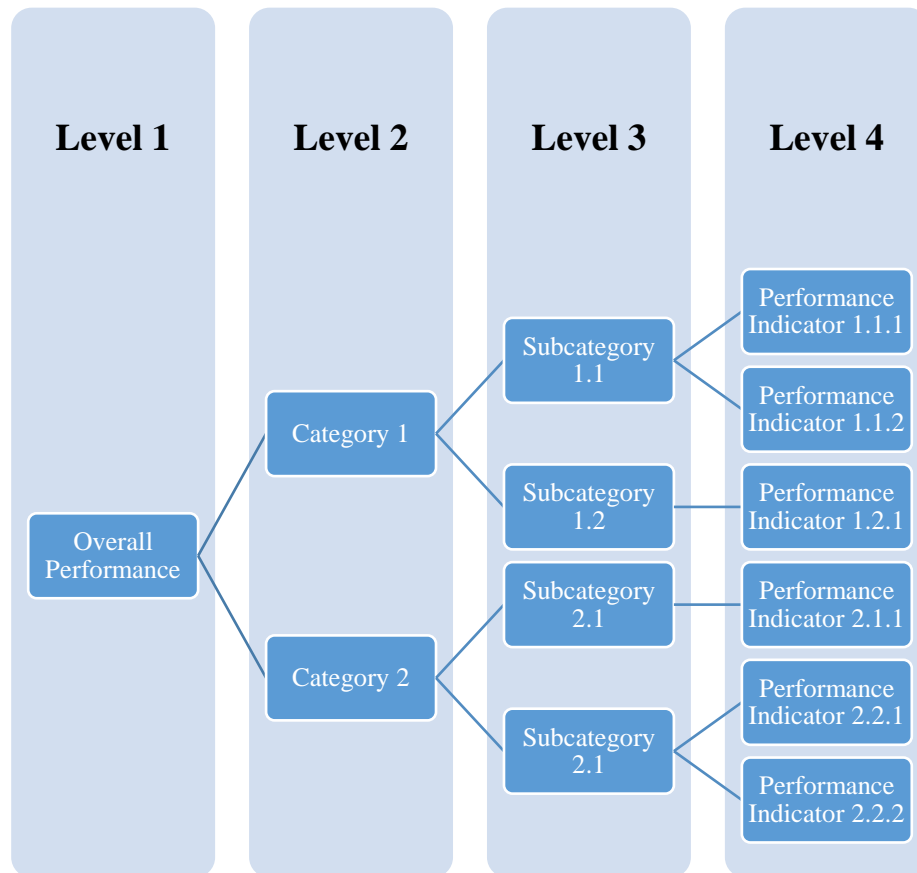 Level 1
Level 2
Level 3
Level 4
Overall
Performance
Category 1
Category 2
Subcategory
1.1
Subcategory
1.2
Subcategory
2.1
Subcategory
2.1
Performance
Indicator 1.1.1
Performance
Indicator 1.1.2
Performance
Indicator 1.2.1
Performance
Indicator 2.1.1
Performance
Indicator 2.2.1
Performance
Indicator 2.2.2